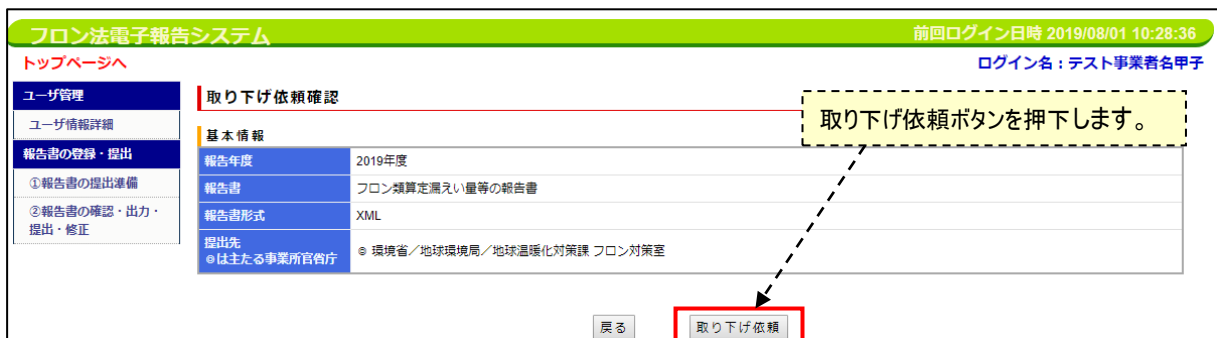 フロン法電子報告システム
前回ログイン日時 2019/08/01 10:28:36
トップページへ
ログイン名：テスト事業者名甲子
ユーザ管理
ユーザ情報詳細
報告書の登録・提出
①報告書の提出準備
②報告書の確認・出力・
提出・修正
取り下げ依頼確認
取り下げ依頼ボタンを押下します。
基本情報
報告年度 2019年度
報告書 フロン類算定漏えい量等の報告書
報告書形式 XML
提出先
◎は主たる事業所官省庁 ◎ 環境省／地球環境局／地球温暖化対策課 フロン対策室
戻る 取り下げ依頼